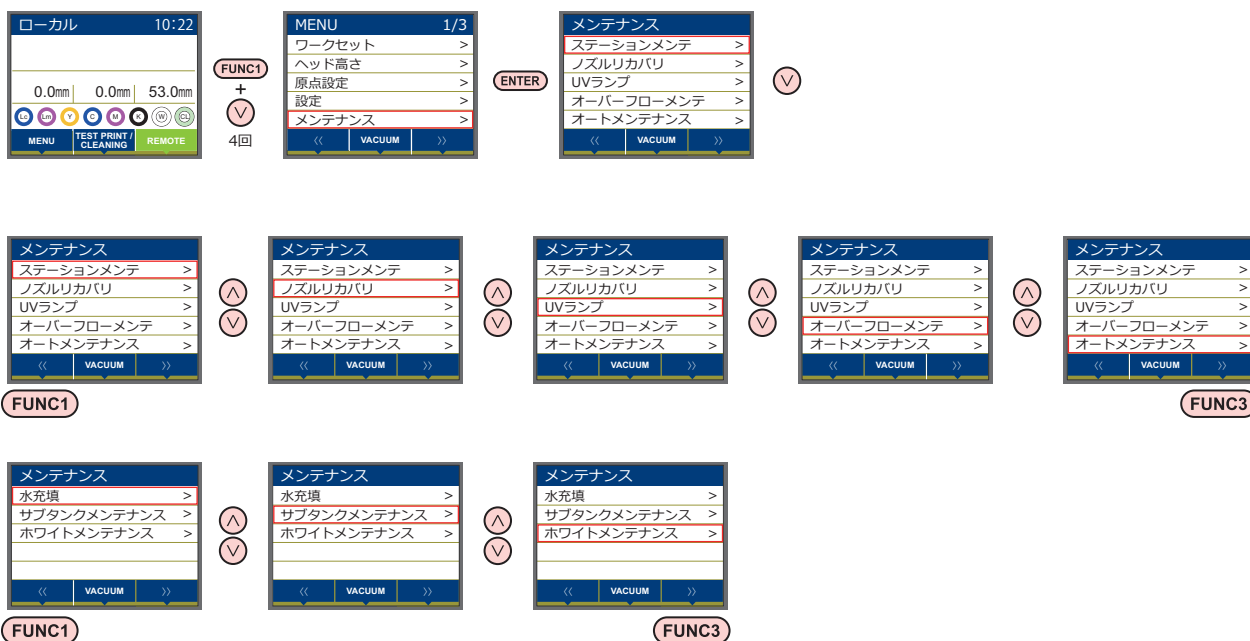 ローカル 10:22
0.0㎜ 0.0㎜ 53.0㎜
Lc Lm Y C M K W CL
MENU TEST PRINT / CLEANING REMOTE
FUNC1
+
4回
MENU 1/3
ワークセット >
ヘッド高さ >
原点設定 >
設定 >
メンテナンス >
<< VACUUM >>
ENTER
メンテナンス
ステーションメンテ >
ノズルリカバリ >
UVランプ >
オーバーフローメンテ >
オートメンテナンス >
<< VACUUM >>
メンテナンス
ステーションメンテ >
ノズルリカバリ >
UVランプ >
オーバーフローメンテ >
オートメンテナンス >
<< VACUUM >>
FUNC1
メンテナンス
ステーションメンテ >
ノズルリカバリ >
UVランプ >
オーバーフローメンテ >
オートメンテナンス >
<< VACUUM >>
メンテナンス
ステーションメンテ >
ノズルリカバリ >
UVランプ >
オーバーフローメンテ >
オートメンテナンス >
<< VACUUM >>
メンテナンス
ステーションメンテ >
ノズルリカバリ >
UVランプ >
オーバーフローメンテ >
オートメンテナンス >
<< VACUUM >>
メンテナンス
ステーションメンテ >
ノズルリカバリ >
UVランプ >
オーバーフローメンテ >
オートメンテナンス >
<< VACUUM >>
FUNC3
メンテナンス
水充填 >
サブタンクメンテナンス >
ホワイトメンテナンス >
<< VACUUM >>
FUNC1
メンテナンス
水充填 >
サブタンクメンテナンス >
ホワイトメンテナンス >
<< VACUUM >>
メンテナンス
水充填 >
サブタンクメンテナンス >
ホワイトメンテナンス >
<< VACUUM >>
FUNC3